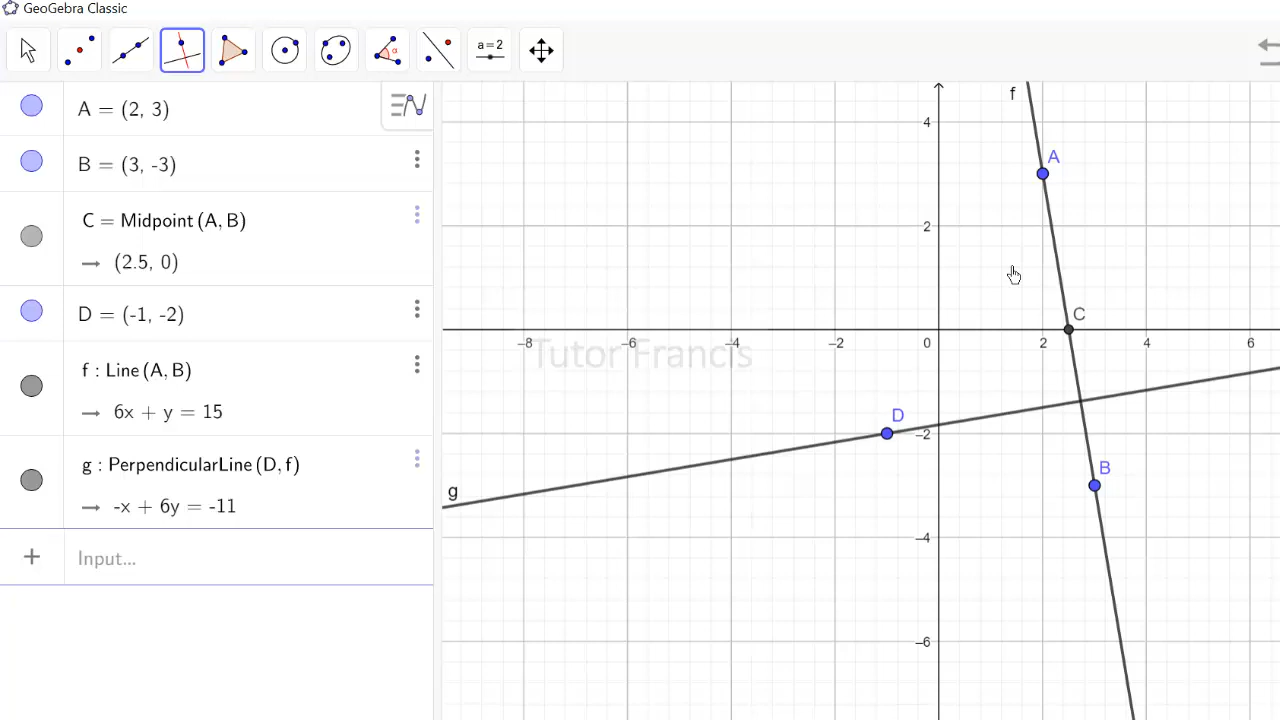 GeoGebra Classic
a=2
A = (2, 3)
B = (3, -3)
C = Midpoint (A, B)
→ (2.5, 0)
D = (-1, -2)
f : Line (A, B)
→ 6x + y = 15
g : PerpendicularLine (D, f)
→ -x + 6y = -11
+ Input...
f
4
A
2
C
-8 -6 -4 -2 0 2 4 6
Tutor Francis
D
-2
B
g
-4
-6
α